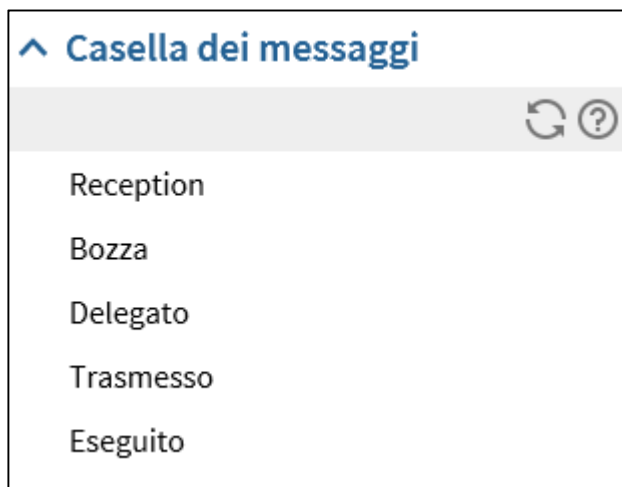 Casella dei messaggi
Reception
Bozza
Delegato
Trasmesso
Eseguito